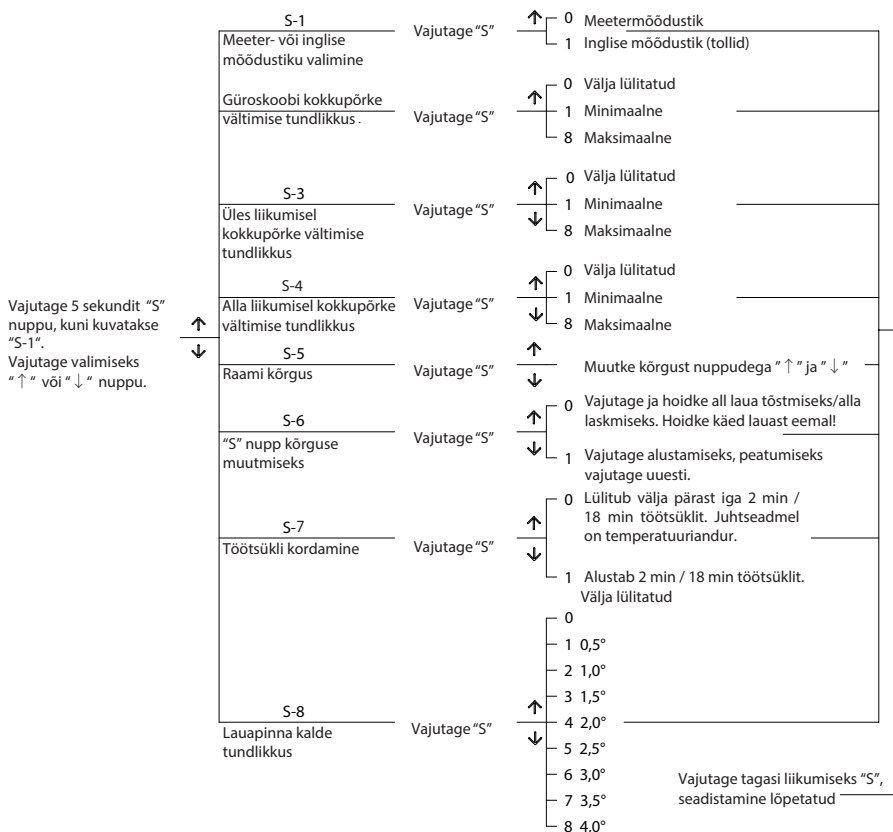 S-1
Meeter- või inglise
mõõdustiku valimine
Vajutage “S”
0 Meetermõõdustik
1 Inglise mõõdustik (tollid)
Güroskoobi kokkupõrke
vältimise tundlikkus .
Vajutage “S”
0 Välja lülitatud
1 Minimaalne
8 Maksimaalne
S-3
Üles liikumisel
kokkupõrke vältimise
tundlikkus
Vajutage “S”
0 Välja lülitatud
1 Minimaalne
8 Maksimaalne
S-4
Alla liikumisel kokkupõrke
vältimise tundlikkus
Vajutage “S”
0 Välja lülitatud
1 Minimaalne
8 Maksimaalne
Vajutage 5 sekundit “S”
nuppu, kuni kuvatakse
“S-1“.
Vajutage valimiseks
“ ↑ “ või “ ↓ “ nuppu.
S-5
Raami kõrgus
Vajutage “S”
Muutke kõrgust nuppudega ” ↑ ” ja ” ↓ ”
S-6
“S” nupp kõrguse
muutmiseks
Vajutage “S”
0 Vajutage ja hoidke all laua tõstmiseks/alla
laskmiseks. Hoidke käed lauast eemal!
1 Vajutage alustamiseks, peatumiseks
vajutage uuesti.
S-7
Töötsükli kordamine
Vajutage “S”
0 Lülitub välja pärast iga 2 min /
18 min töötsüklit. Juhtseadmel
on temperatuuriandur.
1 Alustab 2 min / 18 min töötsüklit.
Välja lülitatud
S-8
Lauapinna kalde
tundlikkus
Vajutage “S”
0
1 0,5°
2 1,0°
3 1,5°
4 2,0°
5 2,5°
6 3,0°
7 3,5°
8 4,0°
Vajutage tagasi liikumiseks “S”,
seadistamine lõpetatud